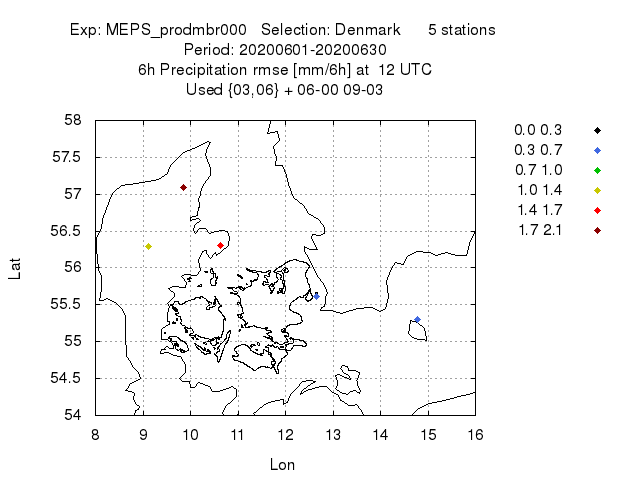 Exp: MEPS_prodmbr000 Selection: Denmark 5 stations
Period: 20200601-20200630
6h Precipitation rmse [mm/6h] at 12 UTC
Used {03,06} + 06-00 09-03
58
57.5
57
56.5
56
55.5
55
54.5
54
Lat
8 9 10 11 12 13 14 15 16
Lon
0.0 0.3
0.3 0.7
0.7 1.0
1.0 1.4
1.4 1.7
1.7 2.1